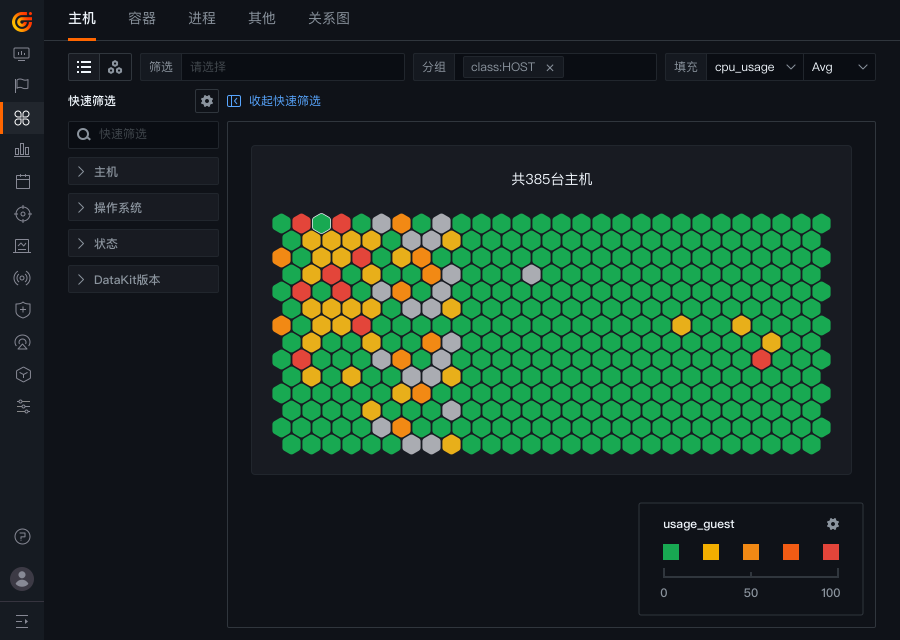 主机 容器 进程 其他 关系图
筛选 请选择 分组 class:HOST × 填充 cpu_usage Avg
快速筛选 收起快速筛选
快速筛选
主机
操作系统
状态
DataKit版本
共385台主机
usage_guest
0 50 100